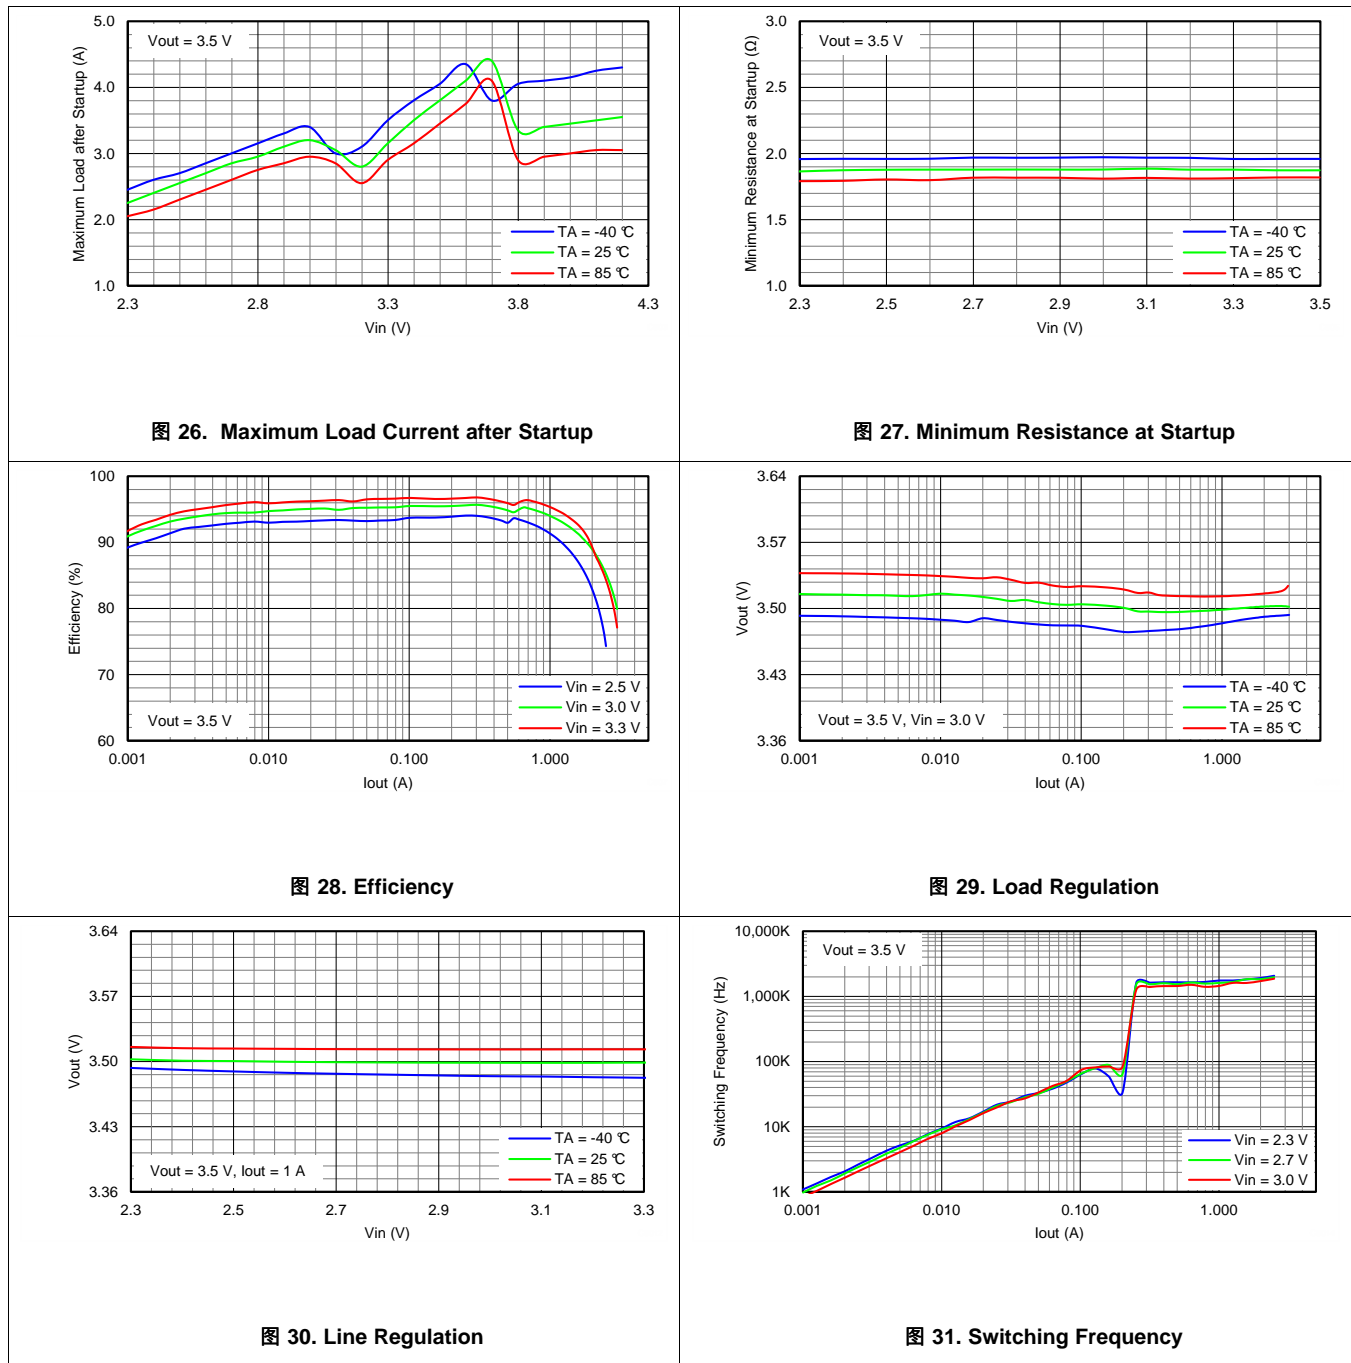 Maximum Load after Startup (A)
5.0
4.0
3.0
2.0
1.0
Vout = 3.5 V
TA = -40 °C
TA = 25 °C
TA = 85 °C
2.3 2.8 3.3 3.8 4.3
Vin (V)
图 26. Maximum Load Current after Startup
Minimum Resistance at Startup (Ω)
3.0
2.5
2.0
1.5
1.0
Vout = 3.5 V
TA = -40 °C
TA = 25 °C
TA = 85 °C
2.3 2.5 2.7 2.9 3.1 3.3 3.5
Vin (V)
图 27. Minimum Resistance at Startup
Efficiency (%)
100
90
80
70
60
Vin = 2.5 V
Vin = 3.0 V
Vin = 3.3 V
Vout = 3.5 V
0.001 0.010 0.100 1.000
Iout (A)
图 28. Efficiency
Vout (V)
3.64
3.57
3.50
3.43
3.36
TA = -40 °C
TA = 25 °C
TA = 85 °C
Vout = 3.5 V, Vin = 3.0 V
0.001 0.010 0.100 1.000
Iout (A)
图 29. Load Regulation
Vout (V)
3.64
3.57
3.50
3.43
3.36
TA = -40 °C
TA = 25 °C
TA = 85 °C
Vout = 3.5 V, Iout = 1 A
2.3 2.5 2.7 2.9 3.1 3.3
Vin (V)
图 30. Line Regulation
Switching Frequency (Hz)
10,000K
1,000K
100K
10K
1K
Vout = 3.5 V
Vin = 2.3 V
Vin = 2.7 V
Vin = 3.0 V
0.001 0.010 0.100 1.000
Iout (A)
图 31. Switching Frequency